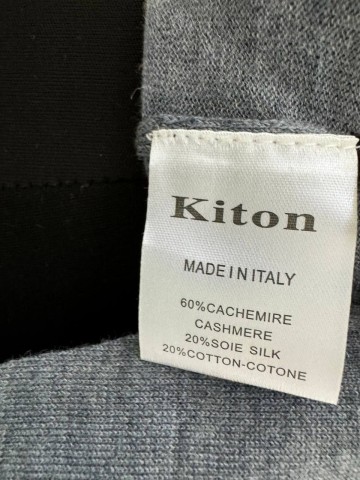 Kiton
MADE IN ITALY
60%CACHEMIRE
CASHMERE
20%SOIE SILK
20%COTTON-COTONE